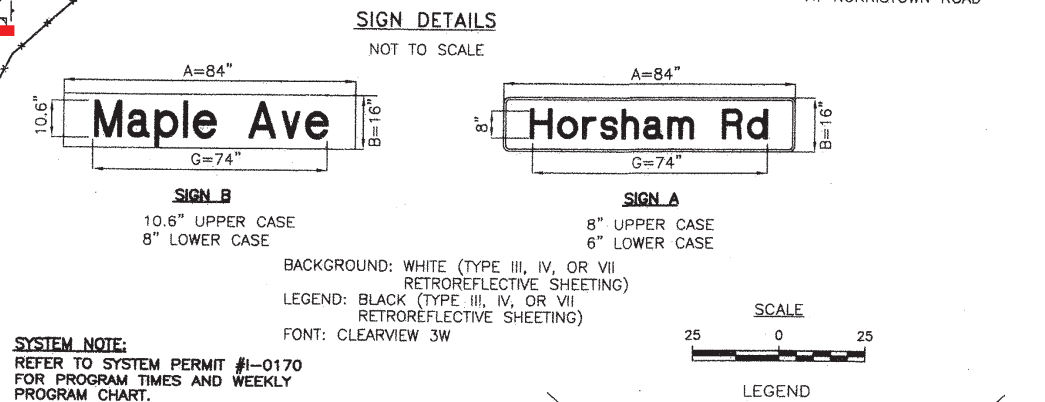 SIGN DETAILS
NOT TO SCALE
A=84"
10.6"
Maple Ave
B=16"
G=74"
SIGN B
10.6" UPPER CASE
8" LOWER CASE
A=84"
8"
Horsham Rd
B=16"
G=74"
SIGN A
8" UPPER CASE
6" LOWER CASE
BACKGROUND: WHITE (TYPE III, IV, OR VII
RETROREFLECTIVE SHEETING)
LEGEND: BLACK (TYPE III, IV, OR VII
RETROREFLECTIVE SHEETING)
FONT: CLEARVIEW 3W
SCALE
25 0 25
LEGEND
SYSTEM NOTE:
REFER TO SYSTEM PERMIT #I-0170
FOR PROGRAM TIMES AND WEEKLY
PROGRAM CHART.